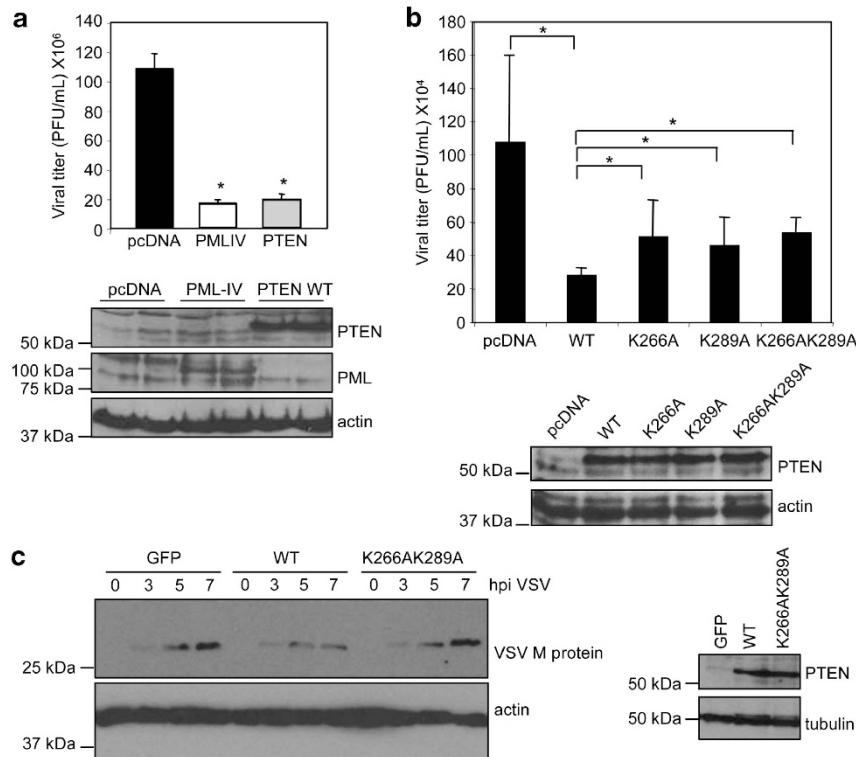 a
Viral titer (PFU/mL) X10⁶
140
120
100
80
60
40
20
0
* *
pcDNA PMLIV PTEN
pcDNA PML-IV PTEN WT
PTEN
50 kDa
100 kDa
75 kDa
PML
actin
37 kDa
b
Viral titer (PFU/mL) X10⁴
180
160
140
120
100
80
60
40
20
0
*
*
*
*
pcDNA WT K266A K289A K266AK289A
pcDNA WT K266A K289A K266AK289A
PTEN
50 kDa
actin
37 kDa
c
GFP WT K266AK289A
0 3 5 7 0 3 5 7 0 3 5 7 hpi VSV
VSV M protein
25 kDa
actin
37 kDa
GFP WT K266AK289A
PTEN
50 kDa
50 kDa
tubulin